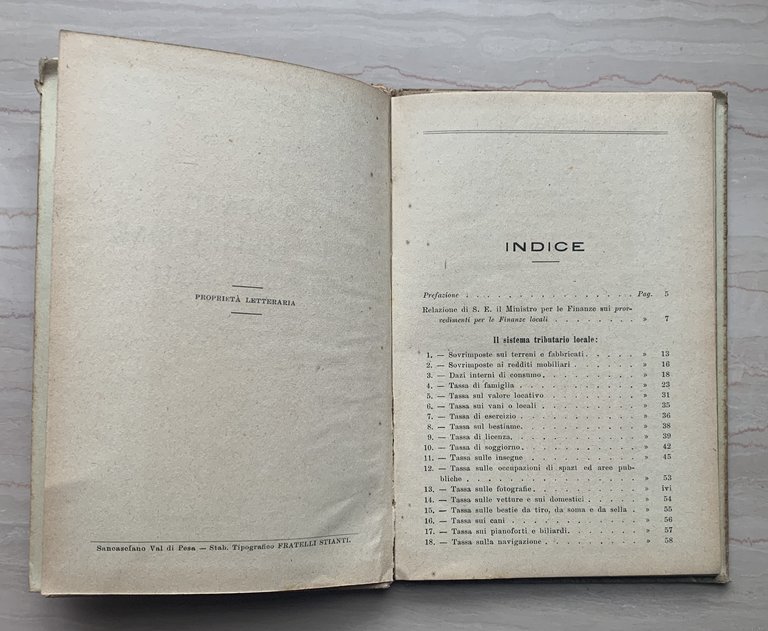 PROPRIETÀ LETTERARIA
Sancasciano Val di Pesa — Stab. Tipografico FRATELLI STIANTI.
INDICE
Prefazione . . . . . . . . . . . . . . . . Pag. 5
Relazione di S. E. il Ministro per le Finanze sui prov-
vedimenti per le Finanze locali . . . . . . . . » 7
Il sistema tributario locale:
1. — Sovrimposte sui terreni e fabbricati. . . . . . » 13
2. — Sovrimposte ai redditi mobiliari . . . . . . . » 16
3. — Dazi interni di consumo. . . . . . . . . . » 18
4. — Tassa di famiglia . . . . . . . . . . . . » 23
5. — Tassa sul valore locativo . . . . . . . . . » 31
6. — Tassa sui vani o locali . . . . . . . . . . » 35
7. — Tassa di esercizio . . . . . . . . . . . . » 36
8. — Tassa sul bestiame. . . . . . . . . . . . » 38
9. — Tassa di licenza. . . . . . . . . . . . . » 39
10. — Tassa di soggiorno . . . . . . . . . . . . » 42
11. — Tassa sulle insegne . . . . . . . . . . . » 45
12. — Tassa sulle occupazioni di spazi ed aree pub-
bliche . . . . . . . . . . . . . . . . » 53
13. — Tassa sulle fotografie . . . . . . . . . . . » ivi
14. — Tassa sulle vetture e sui domestici . . . . . . » 54
15. — Tassa sulle bestie da tiro, da soma e da sella . . » 55
16. — Tassa sui cani . . . . . . . . . . . . . » 56
17. — Tassa sui pianoforti e biliardi. . . . . . . . » 57
18. — Tassa sulla navigazione . . . . . . . . . . » 58